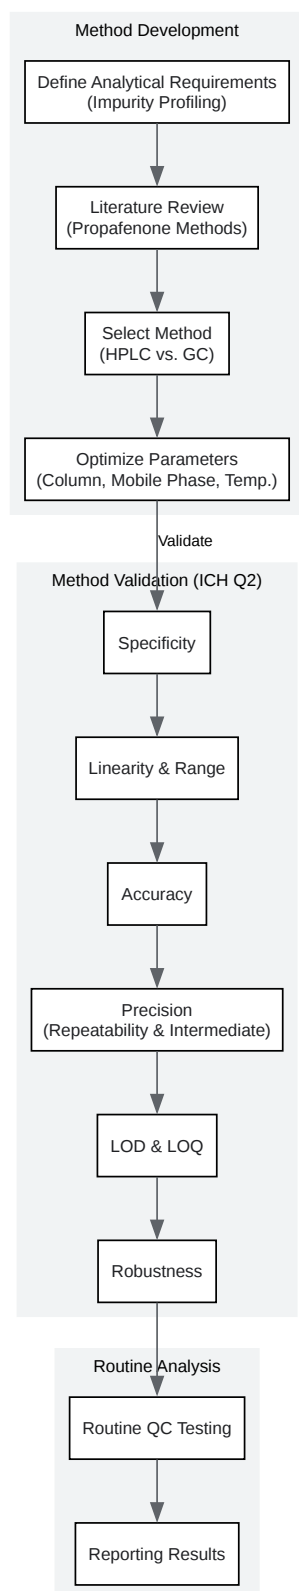 Method Development
Define Analytical Requirements
(Impurity Profiling)
Literature Review
(Propafenone Methods)
Select Method
(HPLC vs. GC)
Optimize Parameters
(Column, Mobile Phase, Temp.)
Validate
Method Validation (ICH Q2)
Specificity
Linearity & Range
Accuracy
Precision
(Repeatability & Intermediate)
LOD & LOQ
Robustness
Routine Analysis
Routine QC Testing
Reporting Results